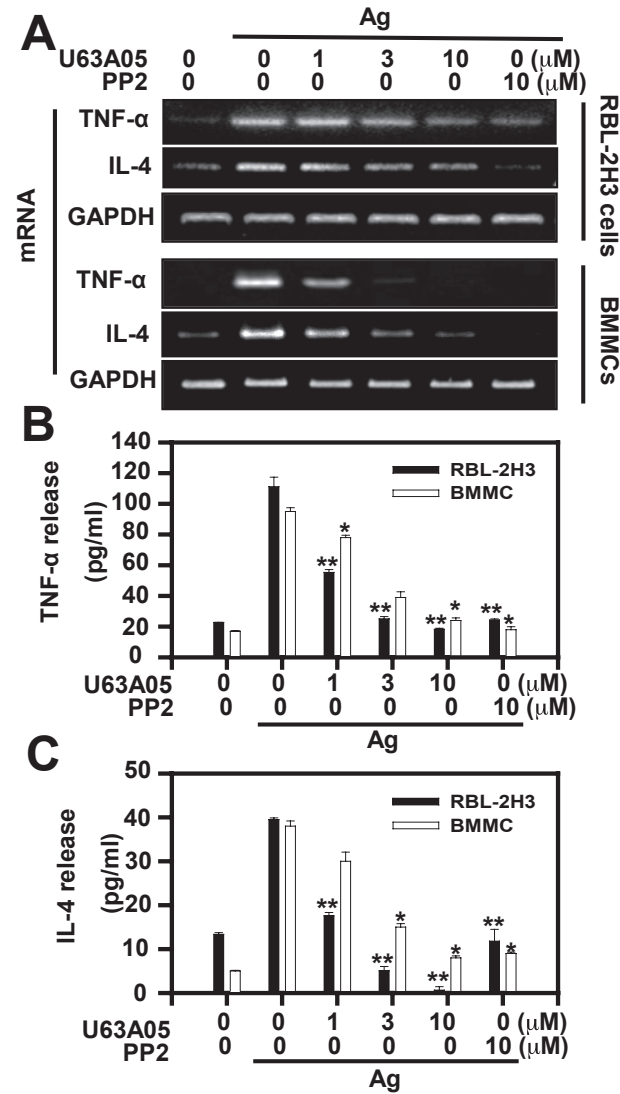 A
Ag
U63A05 0 0 1 3 10 0 (μM)
PP2 0 0 0 0 0 10 (μM)
TNF-α
IL-4
GAPDH
mRNA
RBL-2H3 cells
TNF-α
IL-4
GAPDH
BMMCs
B
TNF-α release
(pg/ml)
140
120
100
80
60
40
20
0
RBL-2H3
BMMC
** * ** ** * ** *
U63A05 0 0 1 3 10 0 (μM)
PP2 0 0 0 0 0 10 (μM)
Ag
C
IL-4 release
(pg/ml)
50
40
30
20
10
0
RBL-2H3
BMMC
** ** * ** * ** *
U63A05 0 0 1 3 10 0 (μM)
PP2 0 0 0 0 0 10 (μM)
Ag